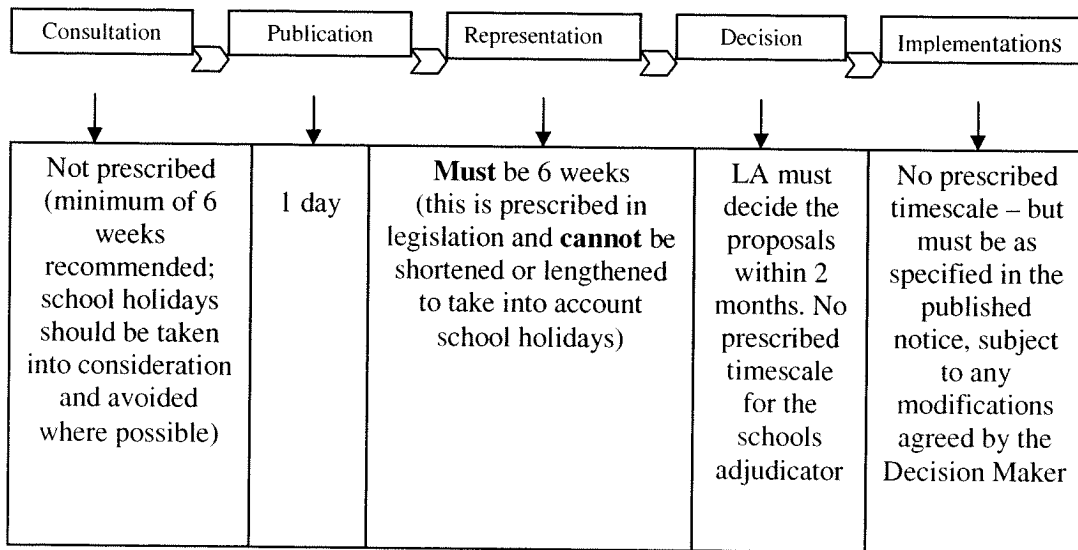 Consultation
Publication
Representation
Decision
Implementations
Not prescribed
(minimum of 6
weeks
recommended;
school holidays
should be taken
into consideration
and avoided
where possible)
1 day
Must be 6 weeks
(this is prescribed in
legislation and cannot be
shortened or lengthened
to take into account
school holidays)
LA must
decide the
proposals
within 2
months. No
prescribed
timescale
for the
schools
adjudicator
No prescribed
timescale – but
must be as
specified in the
published
notice, subject
to any
modifications
agreed by the
Decision Maker